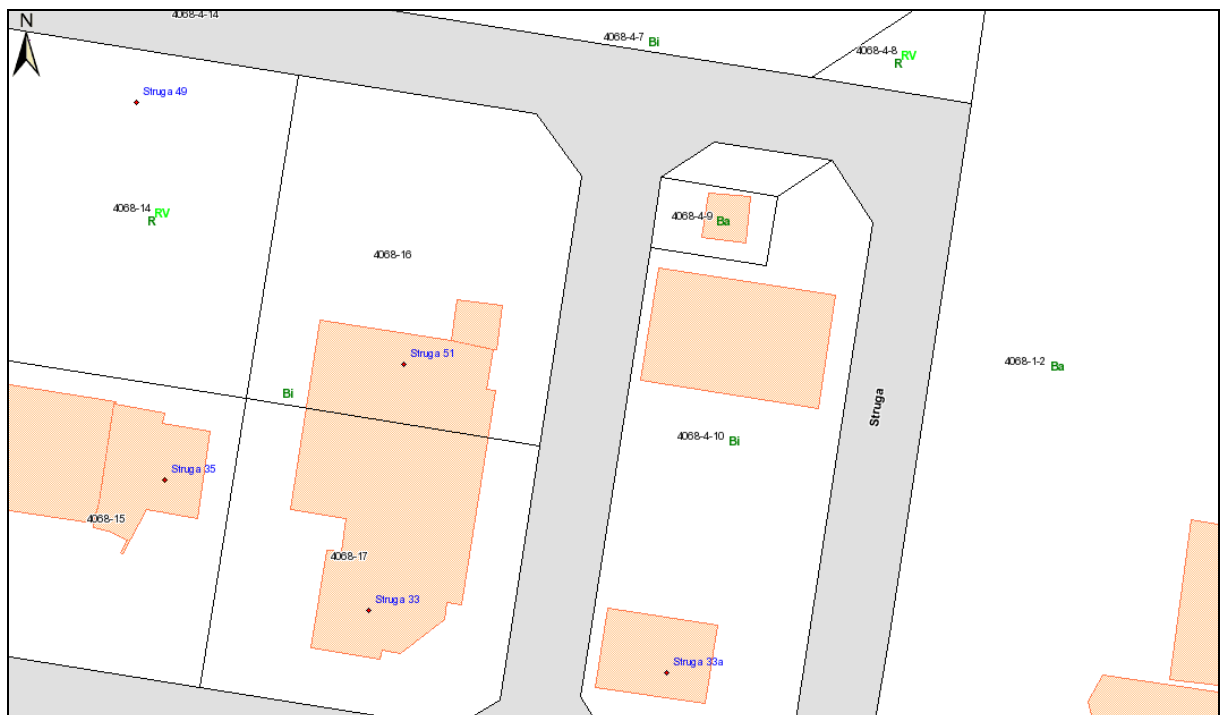 4068-4-14
N
4068-4-7 Bi
4068-4-8 RV
R
Struga 49
4068-14 RV
R
4068-4-9 Ba
4068-16
Struga 51
4068-1-2 Ba
Bi
Struga
4068-4-10 Bi
Struga 35
4068-15
4068-17
Struga 33
Struga 33a